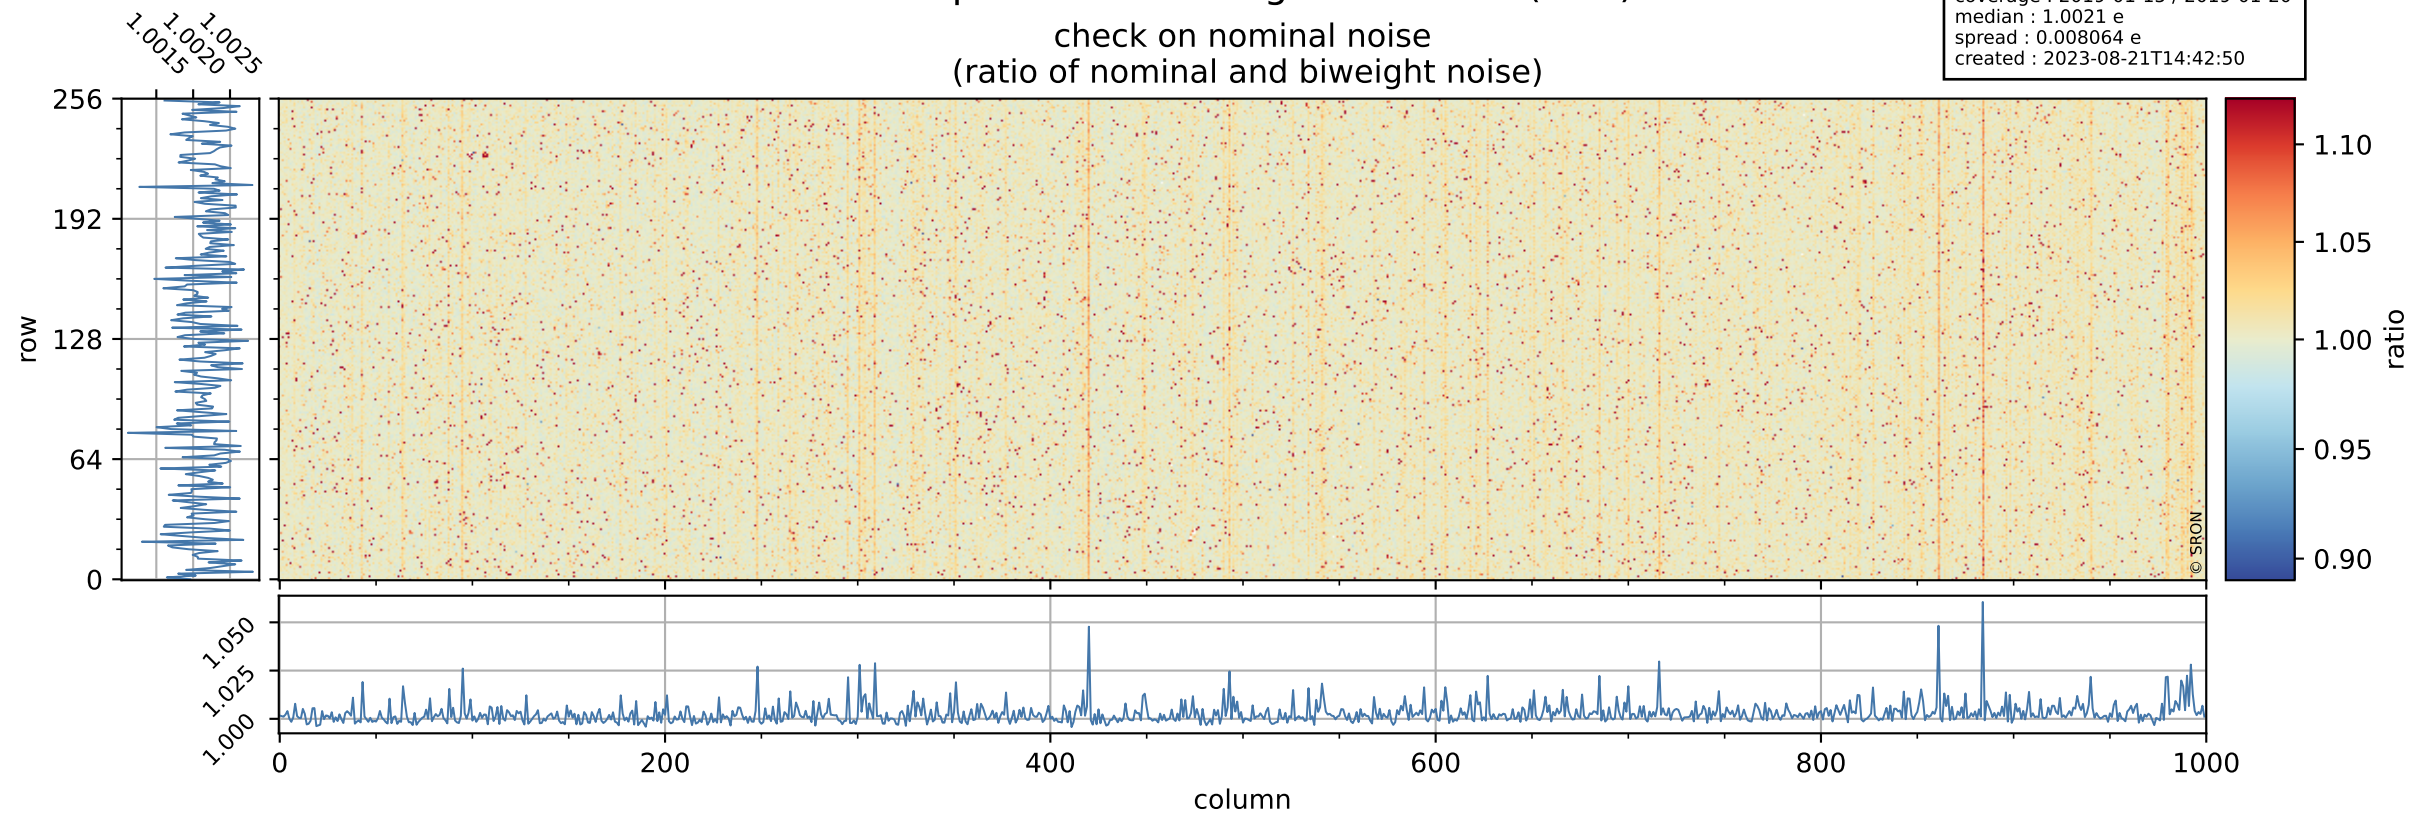 check on nominal noise
(ratio of nominal and biweight noise)
median : 1.0021 e
spread : 0.008064 e
created : 2023-08-21T14:42:50
1.0015
1.0020
1.0025
256
192
128
64
0
row
1.10
1.05
1.00
0.95
0.90
ratio
© SRON
1.050
1.025
1.000
0
200
400
600
800
1000
column